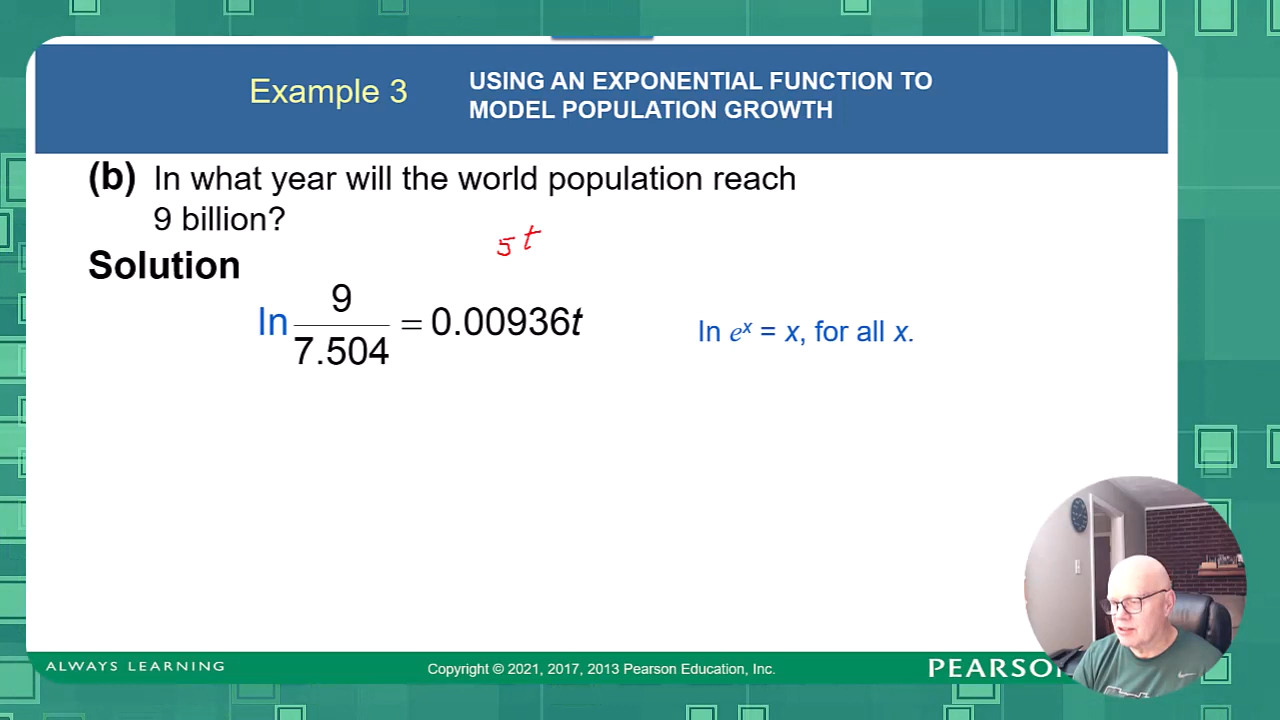 Example 3
USING AN EXPONENTIAL FUNCTION TO
MODEL POPULATION GROWTH
(b) In what year will the world population reach
9 billion?
5 t
Solution
ln 9/7.504 = 0.00936t
ln eˣ = x, for all x.
ALWAYS LEARNING
Copyright © 2021, 2017, 2013 Pearson Education, Inc.
PEARSON